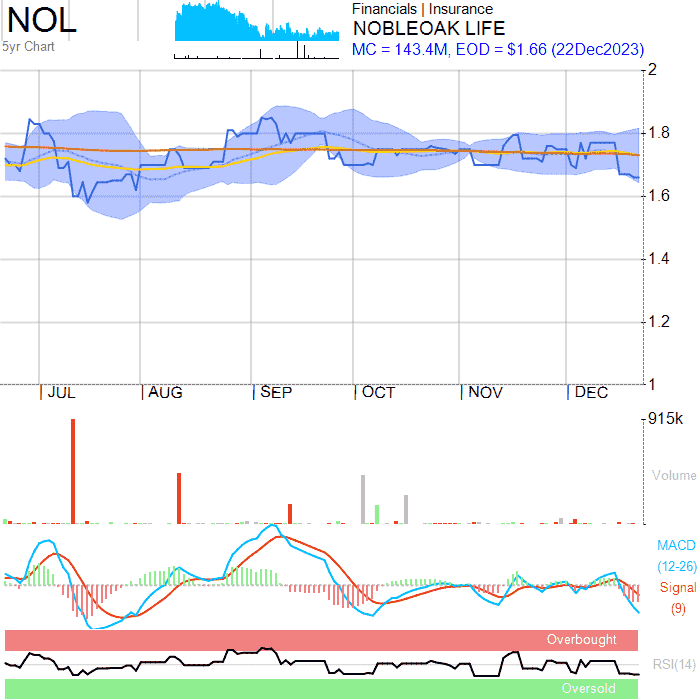 NOL
5yr Chart
Financials | Insurance
NOBLEOAK LIFE
MC = 143.4M, EOD = $1.66 (22Dec2023)
2
1.8
1.6
1.4
1.2
1
| JUL | AUG | SEP | OCT | NOV | DEC
915k
Volume
MACD
(12-26)
Signal
(9)
Overbought
RSI(14)
Oversold